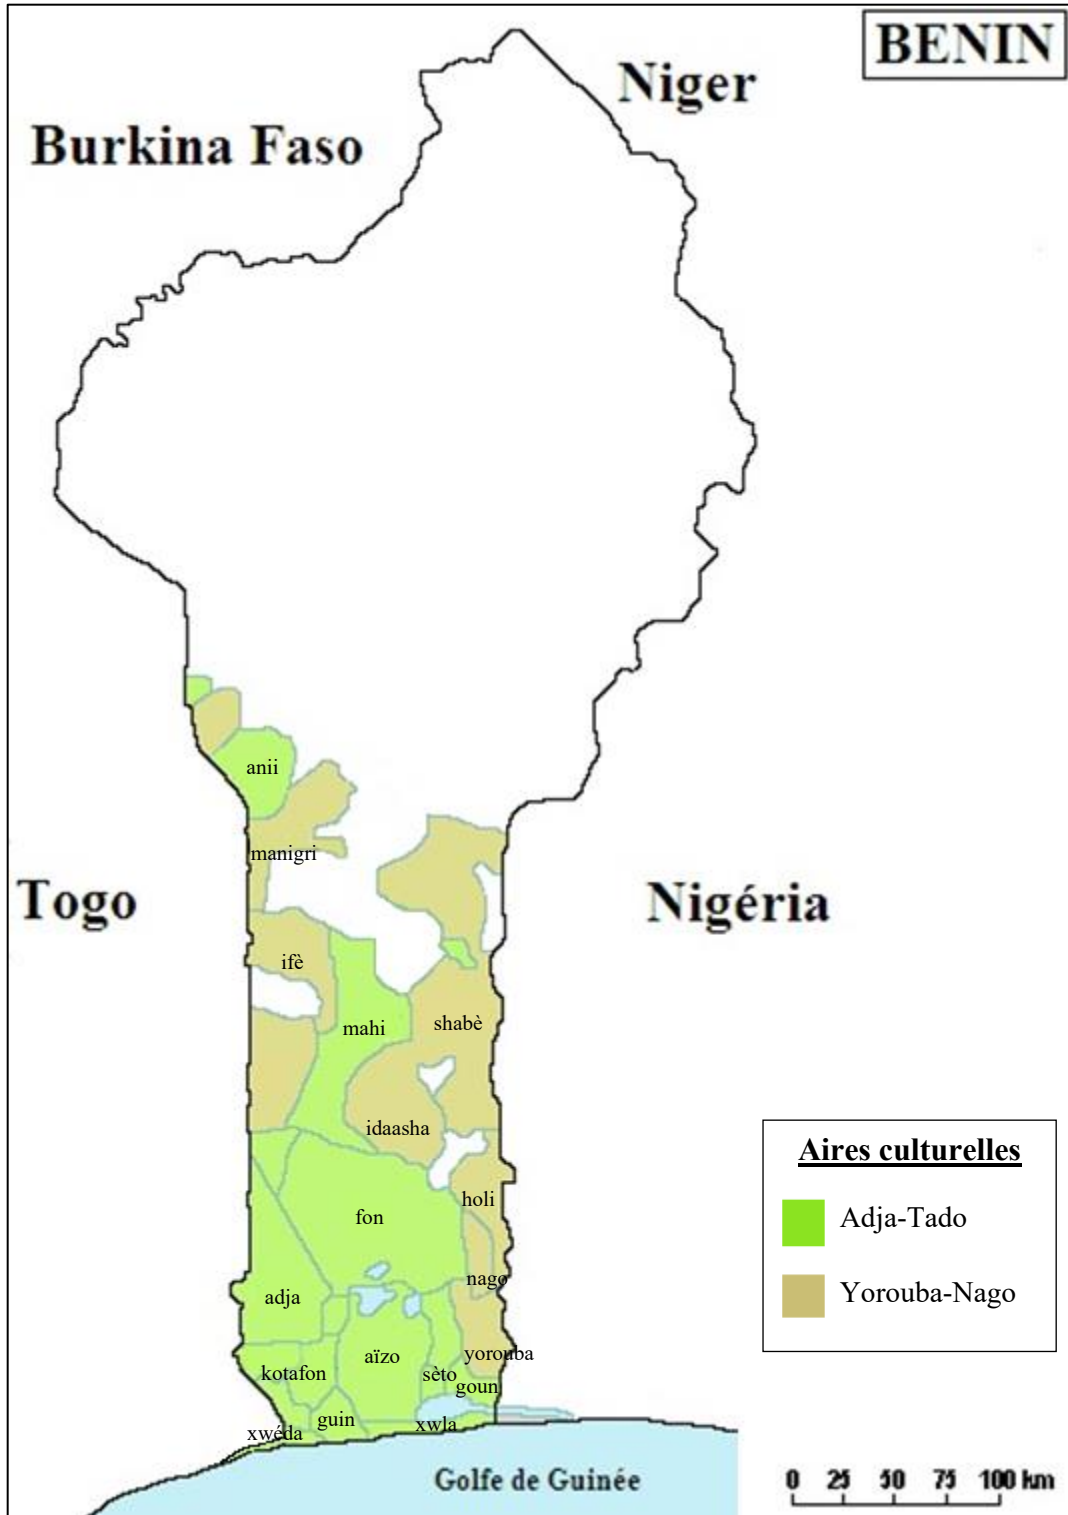 BENIN
Niger
Burkina Faso
anii
manigri
Togo
Nigéria
ifè
mahi
shabè
idaasha
Aires culturelles
holi
fon
Adja-Tado
nago
adja
Yorouba-Nago
yorouba
aïzo
kotafon
sèto
goun
guin
xwla
xwéda
Golfe de Guinée
0 25 50 75 100 km